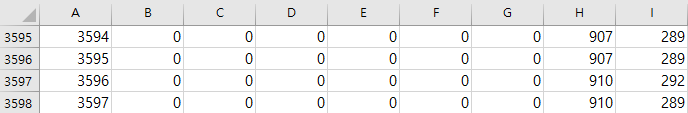 A B C D E F G H I
3595 3594 0 0 0 0 0 0 907 289
3596 3595 0 0 0 0 0 0 907 289
3597 3596 0 0 0 0 0 0 910 292
3598 3597 0 0 0 0 0 0 910 289